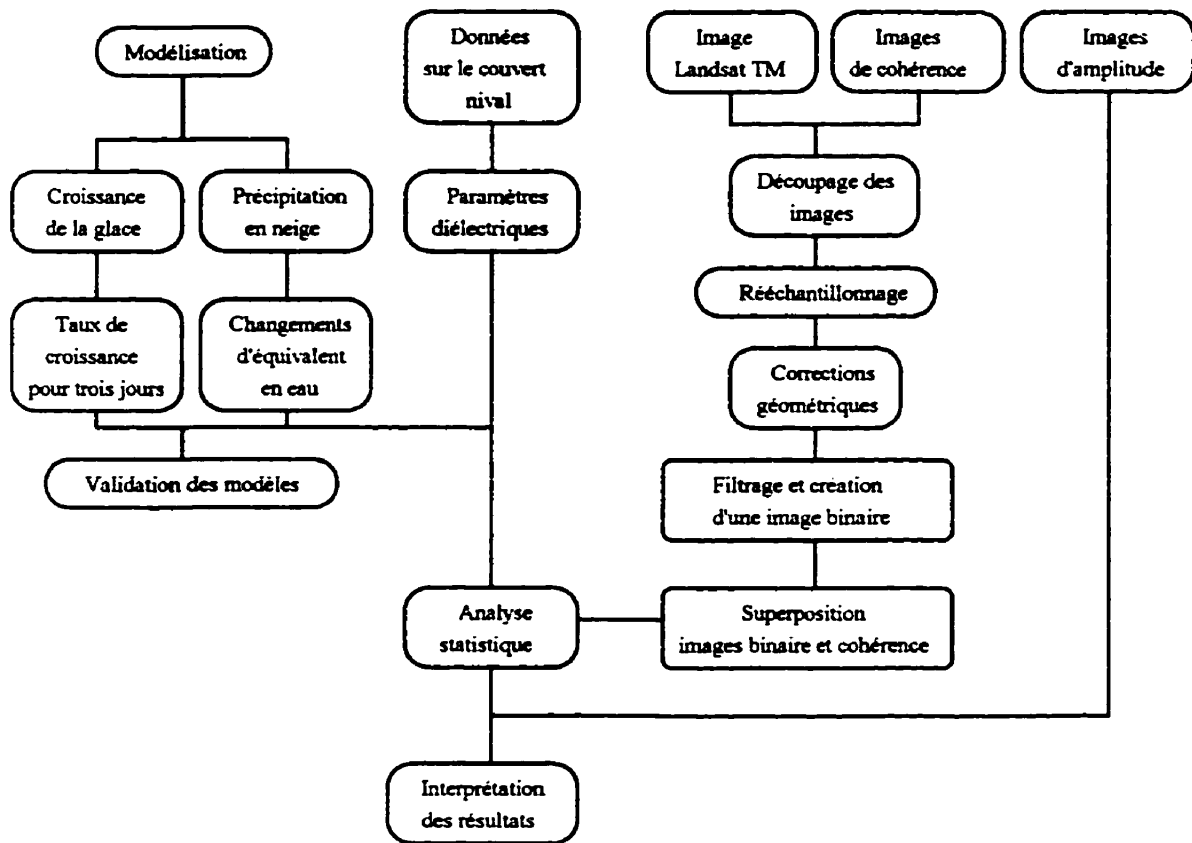 Modélisation
Données
sur le couvert
nival
Image
Landsat TM
Images
de cohérence
Images
d'amplitude
Croissance
de la glace
Précipitation
en neige
Paramètres
diélectriques
Découpage des
images
Rééchantillonnage
Taux de
croissance
pour trois jours
Changements
d'équivalent
en eau
Corrections
géométriques
Validation des modèles
Filtrage et création
d'une image binaire
Analyse
statistique
Superposition
images binaire et cohérence
Interprétation
des résultats